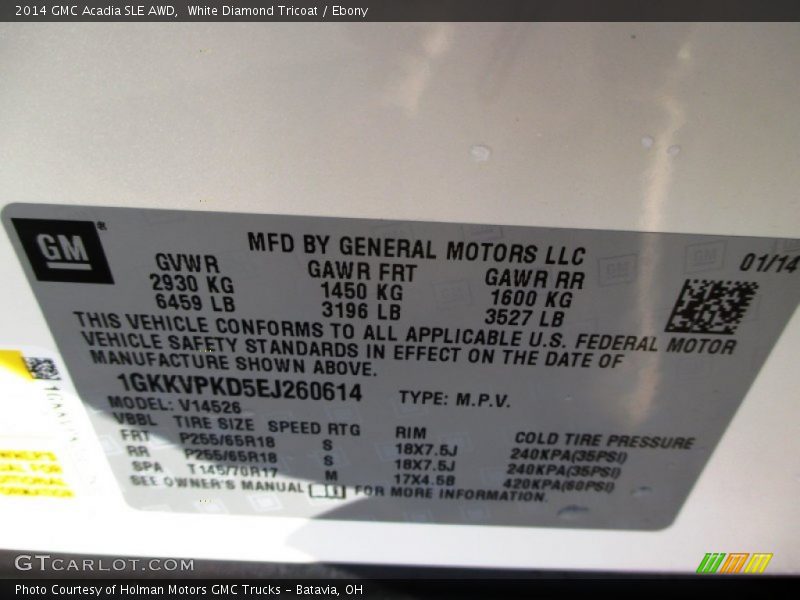 2014 GMC Acadia SLE AWD,  White Diamond Tricoat / Ebony
GM®
MFD BY GENERAL MOTORS LLC
01/14
GVWR GAWR FRT GAWR RR
2930 KG 1450 KG 1600 KG
6459 LB 3196 LB 3527 LB
THIS VEHICLE CONFORMS TO ALL APPLICABLE U.S. FEDERAL MOTOR
VEHICLE SAFETY STANDARDS IN EFFECT ON THE DATE OF
MANUFACTURE SHOWN ABOVE.
1GKKVPKD5EJ260614 TYPE: M.P.V.
MODEL: V14526
VBBL TIRE SIZE SPEED RTG RIM COLD TIRE PRESSURE
FRT P255/65R18 S 18X7.5J 240KPA(35PSI)
RR P255/65R18 S 18X7.5J 240KPA(35PSI)
SPA T145/70R17 M 17X4.5B 420KPA(60PSI)
SEE OWNER'S MANUAL FOR MORE INFORMATION.
GTCARLOT.COM
Photo Courtesy of Holman Motors GMC Trucks – Batavia, OH